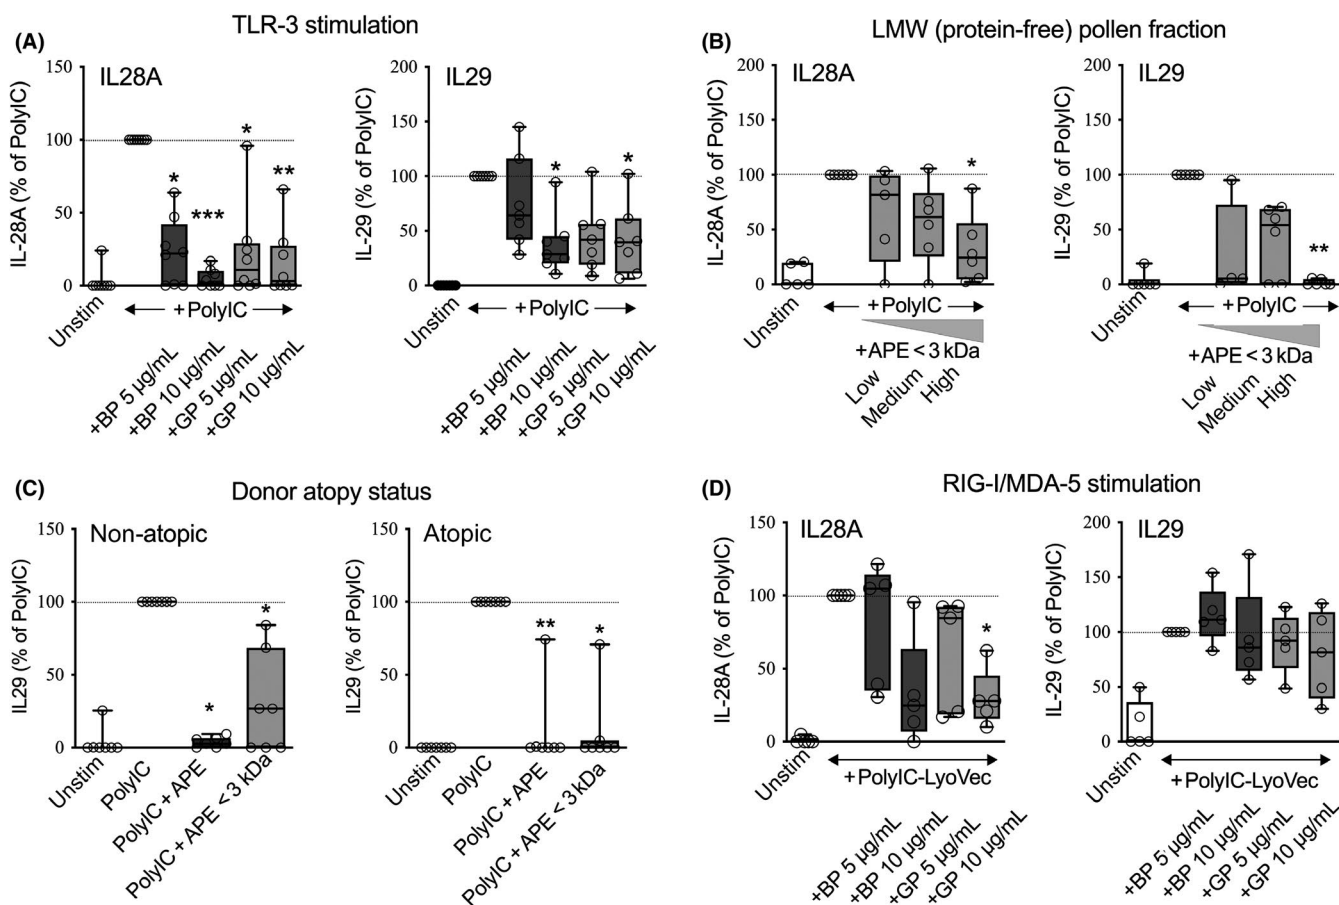 TLR-3 stimulation
(A)
IL28A
IL-28A (% of PolyIC)
150
100
50
0
* *** * **
Unstim
+PolyIC
+BP 5 µg/mL
+BP 10 µg/mL
+GP 5 µg/mL
+GP 10 µg/mL
IL29
IL-29 (% of PolyIC)
200
150
100
50
0
* *
Unstim
+PolyIC
+BP 5 µg/mL
+BP 10 µg/mL
+GP 5 µg/mL
+GP 10 µg/mL
LMW (protein-free) pollen fraction
(B)
IL28A
IL-28A (% of PolyIC)
200
150
100
50
0
*
Unstim
+PolyIC
+APE < 3 kDa
Low
Medium
High
IL29
IL-29 (% of PolyIC)
200
150
100
50
0
**
Unstim
+PolyIC
+APE < 3 kDa
Low
Medium
High
Donor atopy status
(C)
Non-atopic
IL29 (% of PolyIC)
150
100
50
0
* *
Unstim
PolyIC
PolyIC + APE
PolyIC + APE < 3 kDa
Atopic
IL29 (% of PolyIC)
150
100
50
0
** *
Unstim
PolyIC
PolyIC + APE
PolyIC + APE < 3 kDa
RIG-I/MDA-5 stimulation
(D)
IL28A
IL-28A (% of PolyIC)
150
100
50
0
*
Unstim
+PolyIC-LyoVec
+BP 5 µg/mL
+BP 10 µg/mL
+GP 5 µg/mL
+GP 10 µg/mL
IL29
IL-29 (% of PolyIC)
200
150
100
50
0
Unstim
+PolyIC-LyoVec
+BP 5 µg/mL
+BP 10 µg/mL
+GP 5 µg/mL
+GP 10 µg/mL